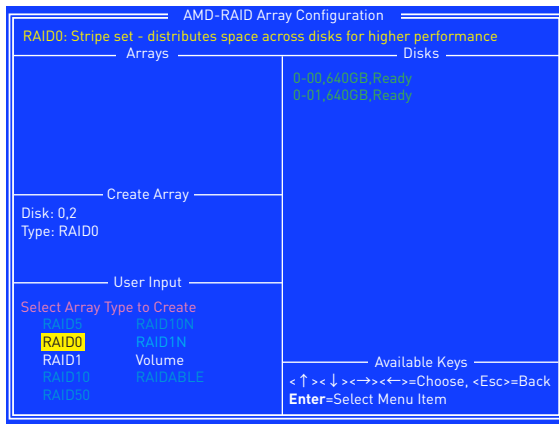 AMD-RAID Array Configuration
RAID0: Stripe set - distributes space across disks for higher performance
Arrays
Disks
0-00,640GB,Ready
0-01,640GB,Ready
Create Array
Disk: 0,2
Type: RAID0
User Input
Select Array Type to Create
RAID5 RAID10N
RAID0 RAID1N
RAID1 Volume
RAID10 RAIDABLE
RAID50
Available Keys
<↑><↓><→><←>=Choose, <Esc>=Back
Enter=Select Menu Item